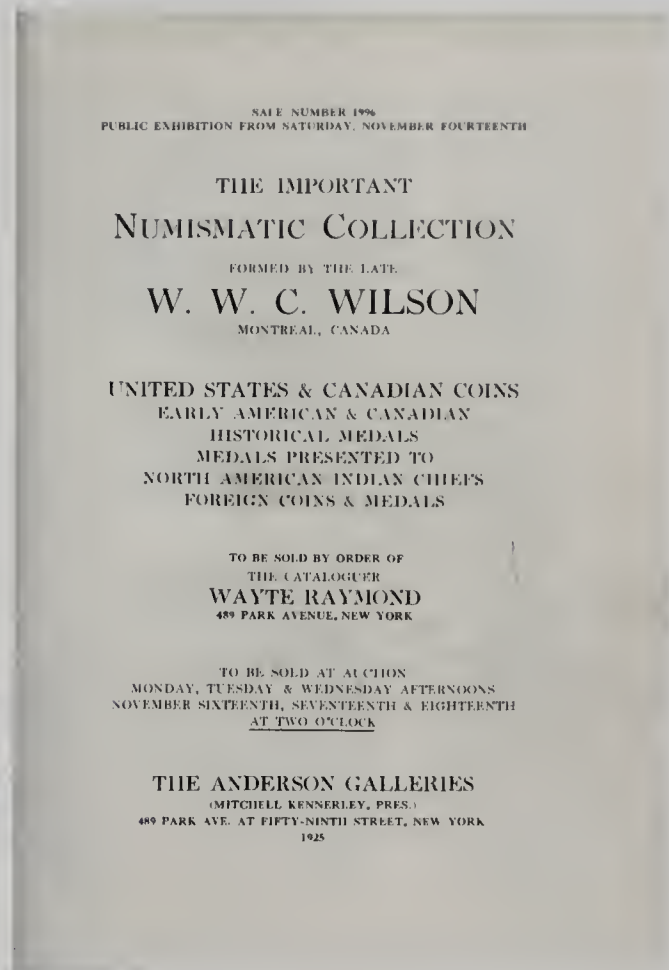 SALE NUMBER 1996
PUBLIC EXHIBITION FROM SATURDAY, NOVEMBER FOURTEENTH
THE IMPORTANT
NUMISMATIC COLLECTION
FORMED BY THE LATE
W. W. C. WILSON
MONTREAL, CANADA
UNITED STATES & CANADIAN COINS
EARLY AMERICAN & CANADIAN
HISTORICAL MEDALS
MEDALS PRESENTED TO
NORTH AMERICAN INDIAN CHIEFS
FOREIGN COINS & MEDALS
TO BE SOLD BY ORDER OF
THE CATALOGUER
WAYTE RAYMOND
489 PARK AVENUE, NEW YORK
TO BE SOLD AT AUCTION
MONDAY, TUESDAY & WEDNESDAY AFTERNOONS
NOVEMBER SIXTEENTH, SEVENTEENTH & EIGHTEENTH
AT TWO O'CLOCK
THE ANDERSON GALLERIES
(MITCHELL KENNERLEY, PRES.)
489 PARK AVE. AT FIFTY-NINTH STREET, NEW YORK
1925